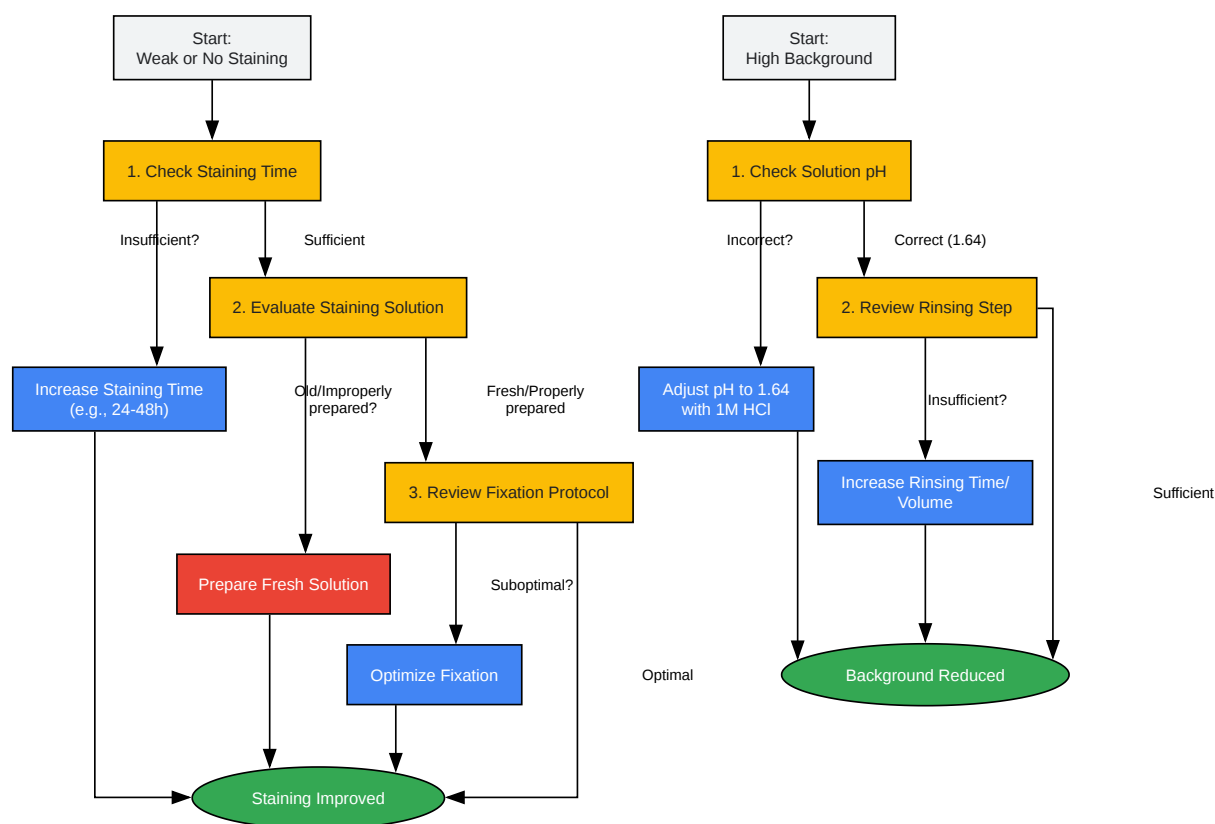 Start:
Weak or No Staining
1. Check Staining Time
Insufficient?
Sufficient
2. Evaluate Staining Solution
Increase Staining Time
(e.g., 24-48h)
Old/Improperly
prepared?
Fresh/Properly
prepared
3. Review Fixation Protocol
Prepare Fresh Solution
Suboptimal?
Optimize Fixation
Optimal
Staining Improved
Start:
High Background
1. Check Solution pH
Incorrect?
Correct (1.64)
2. Review Rinsing Step
Adjust pH to 1.64
with 1M HCl
Insufficient?
Increase Rinsing Time/
Volume
Sufficient
Background Reduced